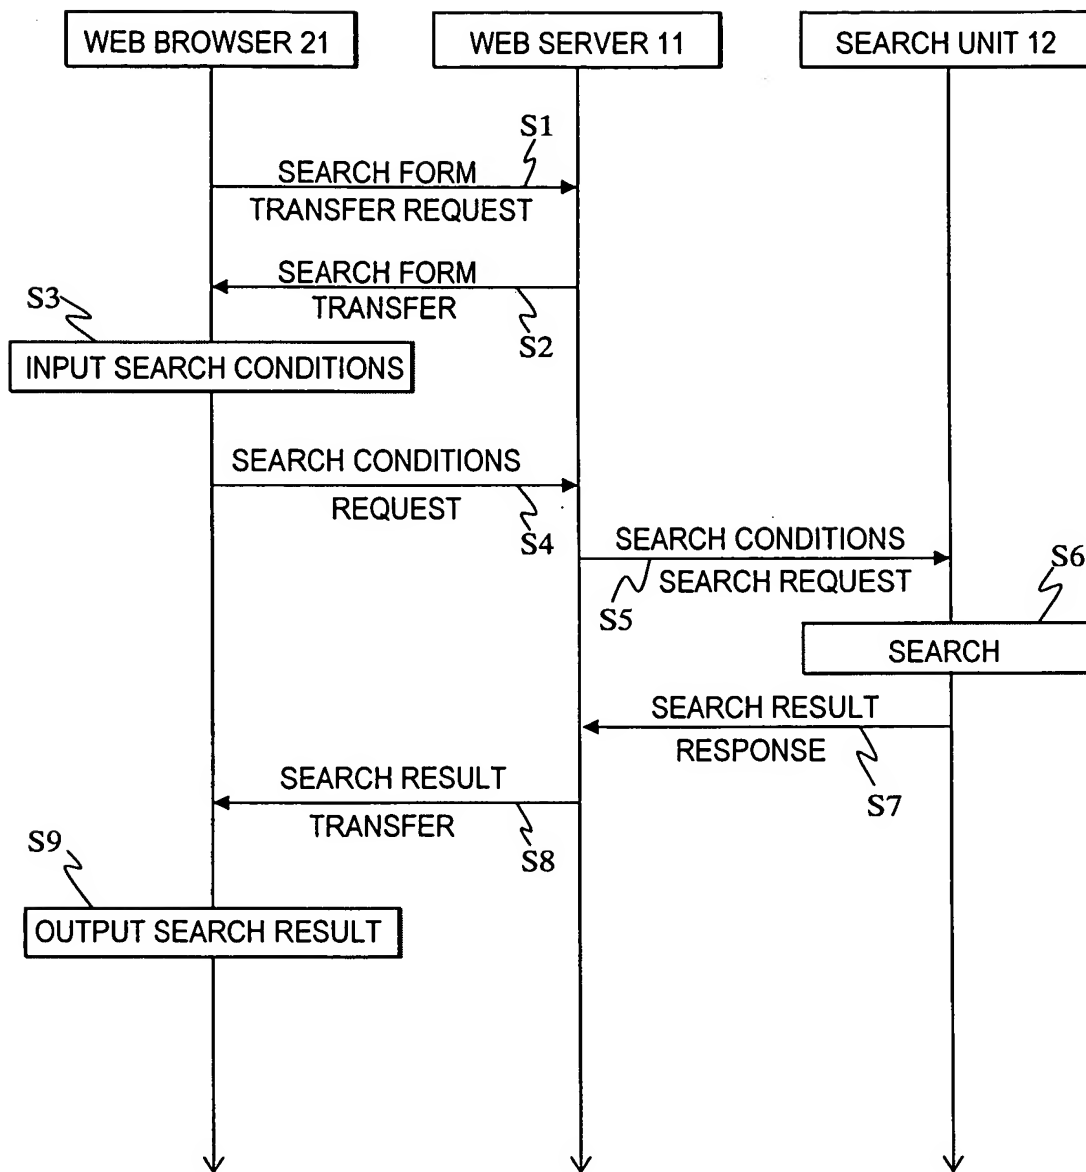 WEB BROWSER 21
WEB SERVER 11
SEARCH UNIT 12
S1
SEARCH FORM
TRANSFER REQUEST
SEARCH FORM
TRANSFER
S2
S3
INPUT SEARCH CONDITIONS
SEARCH CONDITIONS
REQUEST
S4
SEARCH CONDITIONS
SEARCH REQUEST
S5
S6
SEARCH
SEARCH RESULT
RESPONSE
S7
SEARCH RESULT
TRANSFER
S8
S9
OUTPUT SEARCH RESULT